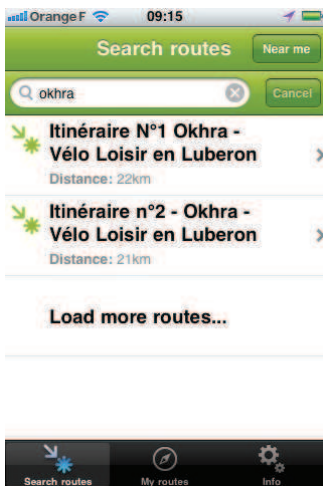 Orange F 09:15
Search routes Near me
okhra Cancel
Itinéraire N°1 Okhra -
Vélo Loisir en Luberon
Distance: 22km
Itinéraire n°2 - Okhra -
Vélo Loisir en Luberon
Distance: 21km
Load more routes...
Search routes My routes Info